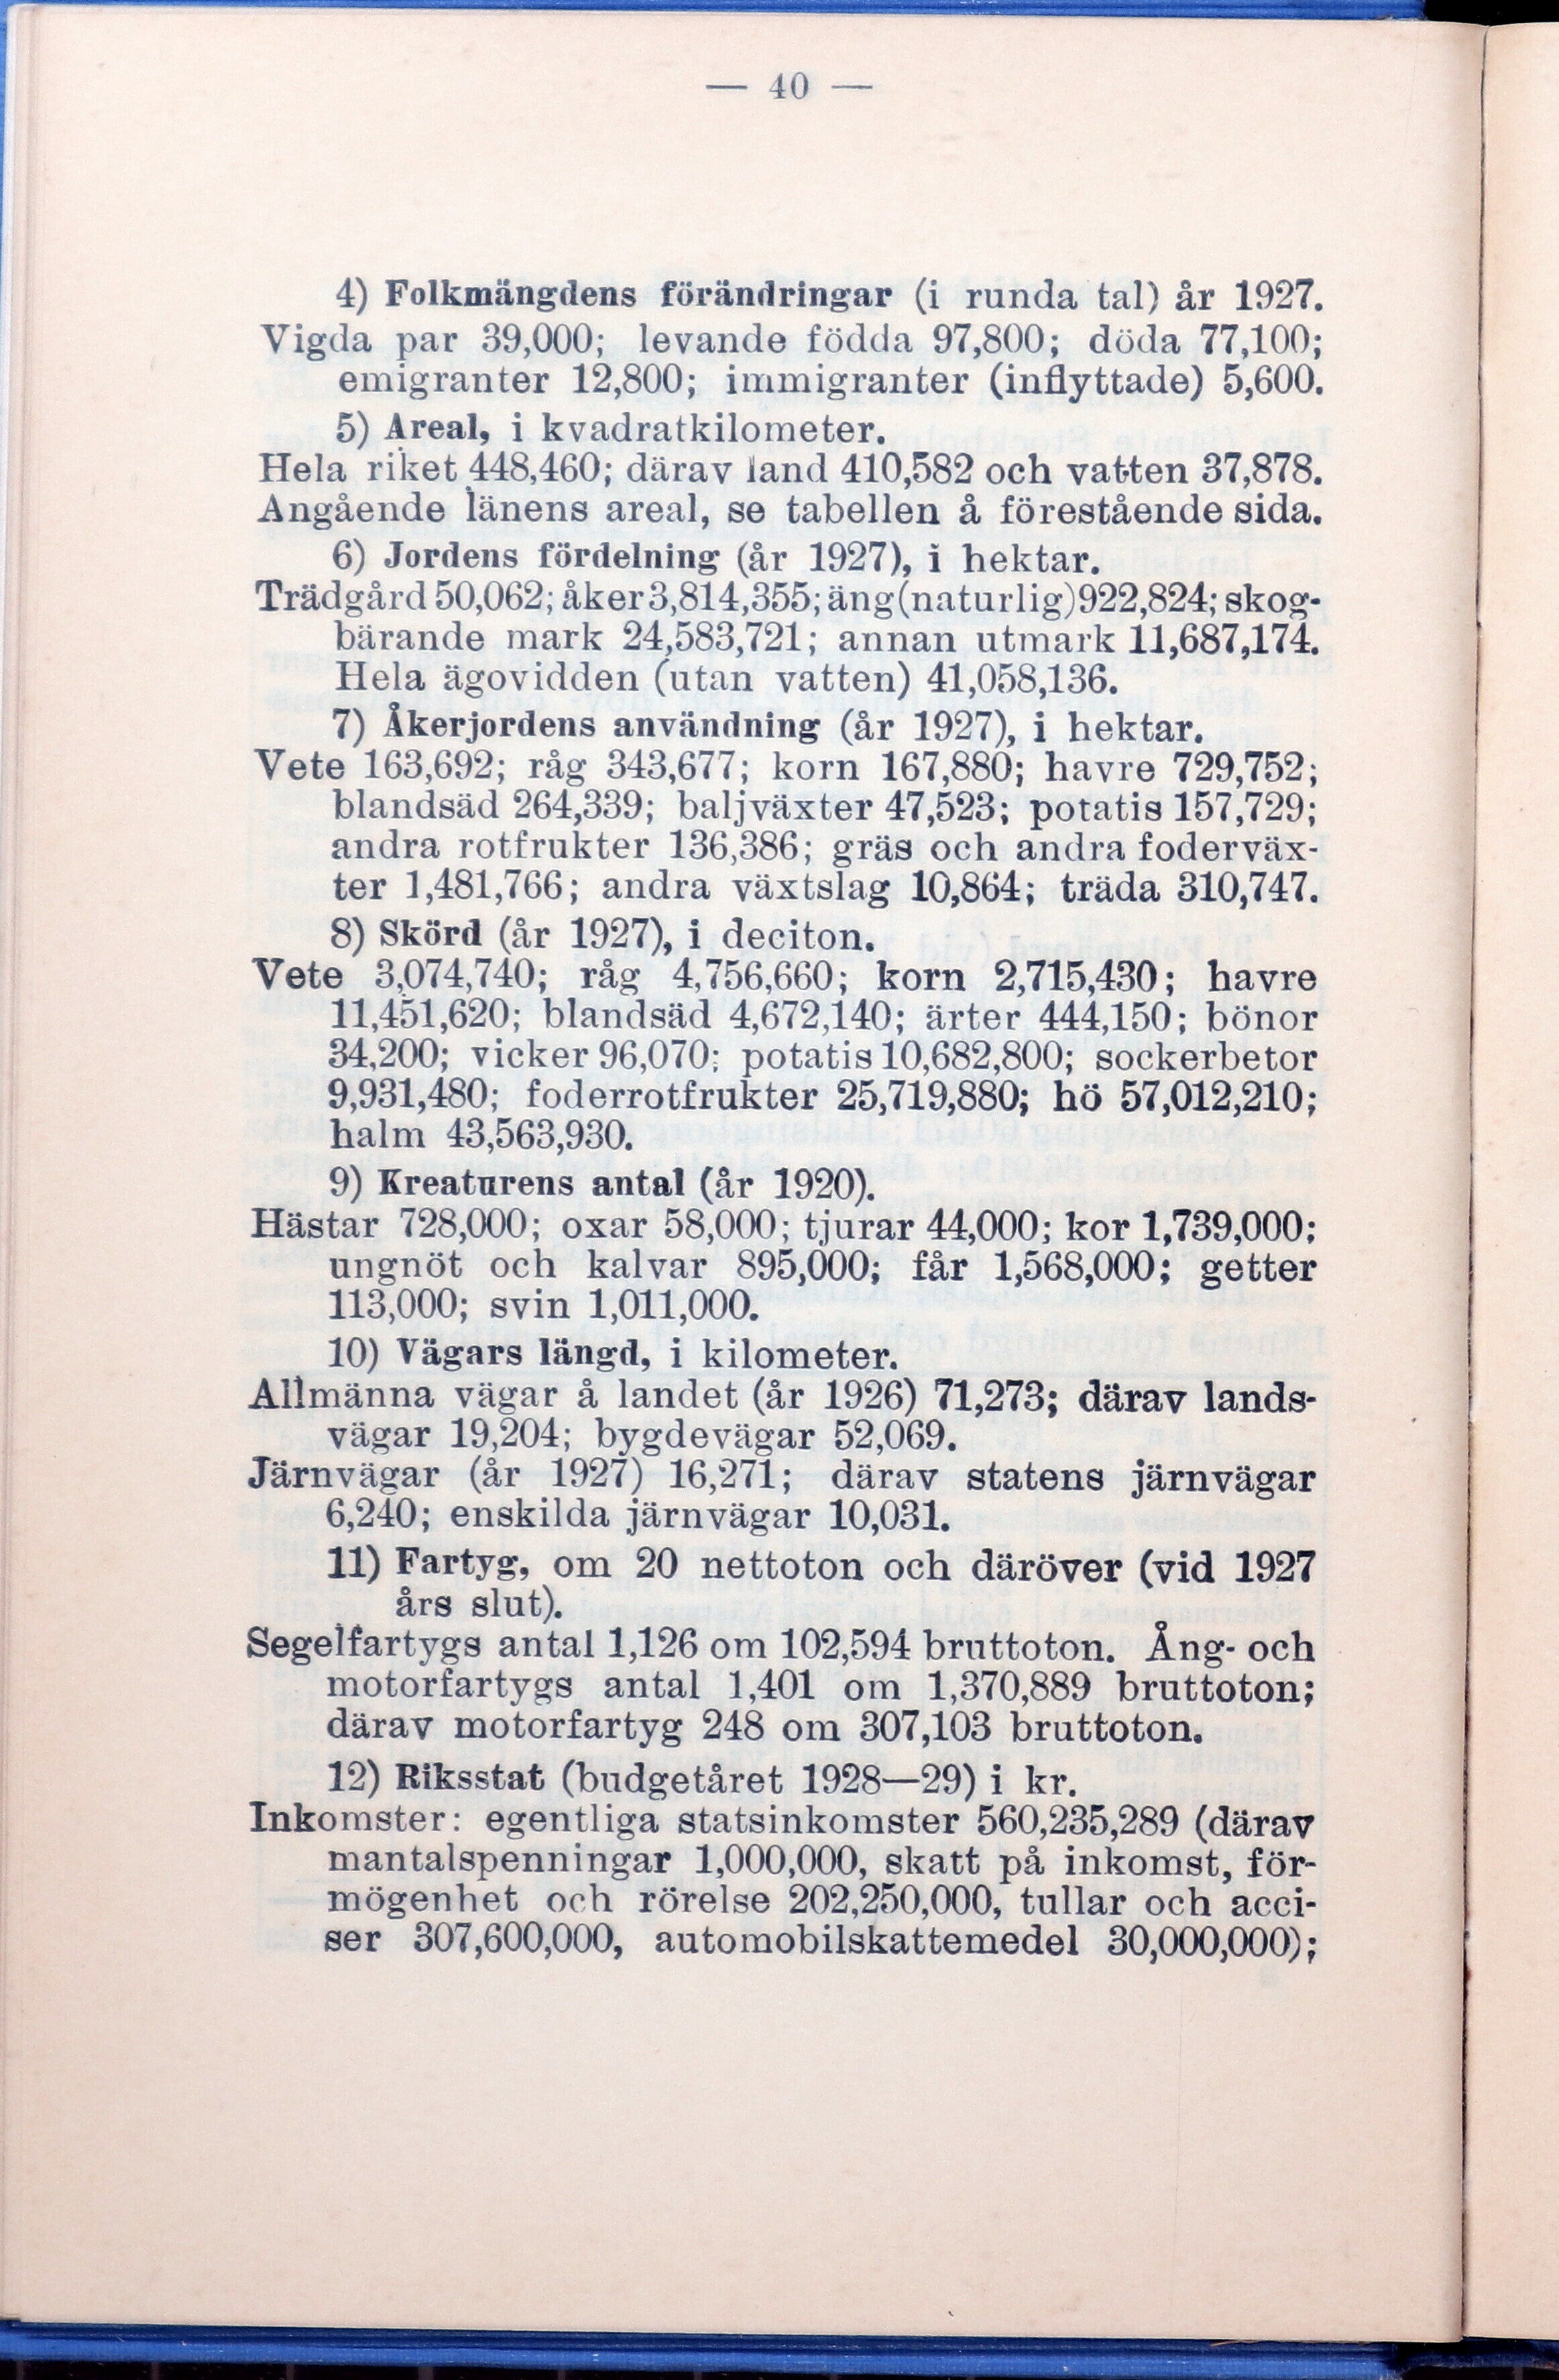 — 40 —
4) Folkmängdens förändringar (i runda tal) år 1927.
Vigda par 39,000; levande födda 97,800; döda 77,100;
emigranter 12,800; immigranter (inflyttade) 5,600.
5) Areal, i kvadratkilometer.
Hela riket 448,460; därav land 410,582 och vatten 37,878.
Angående länens areal, se tabellen å förestående sida.
6) Jordens fördelning (år 1927), i hektar.
Trädgård 50,062; åker 3,814,355; äng (naturlig) 922,824; skog-
bärande mark 24,583,721; annan utmark 11,687,174.
Hela ägovidden (utan vatten) 41,058,136.
7) Åkerjordens användning (år 1927), i hektar.
Vete 163,692; råg 343,677; korn 167,880; havre 729,752;
blandsäd 264,339; baljväxter 47,523; potatis 157,729;
andra rotfrukter 136,386; gräs och andra foderväx-
ter 1,481,766; andra växtslag 10,864; träda 310,747.
8) Skörd (år 1927), i deciton.
Vete 3,074,740; råg 4,756,660; korn 2,715,430; havre
11,451,620; blandsäd 4,672,140; ärter 444,150; bönor
34,200; vicker 96,070; potatis 10,682,800; sockerbetor
9,931,480; foderrotfrukter 25,719,880; hö 57,012,210;
halm 43,563,930.
9) Kreaturens antal (år 1920).
Hästar 728,000; oxar 58,000; tjurar 44,000; kor 1,739,000;
ungnöt och kalvar 895,000; får 1,568,000; getter
113,000; svin 1,011,000.
10) Vägars längd, i kilometer.
Allmänna vägar å landet (år 1926) 71,273; därav lands-
vägar 19,204; bygdevägar 52,069.
Järnvägar (år 1927) 16,271; därav statens järnvägar
6,240; enskilda järnvägar 10,031.
11) Fartyg, om 20 nettoton och däröver (vid 1927
års slut).
Segelfartygs antal 1,126 om 102,594 bruttoton. Ång- och
motorfartygs antal 1,401 om 1,370,889 bruttoton;
därav motorfartyg 248 om 307,103 bruttoton.
12) Riksstat (budgetåret 1928—29) i kr.
Inkomster: egentliga statsinkomster 560,235,289 (därav
mantalspenningar 1,000,000, skatt på inkomst, för-
mögenhet och rörelse 202,250,000, tullar och acci-
ser 307,600,000, automobilskattemedel 30,000,000);